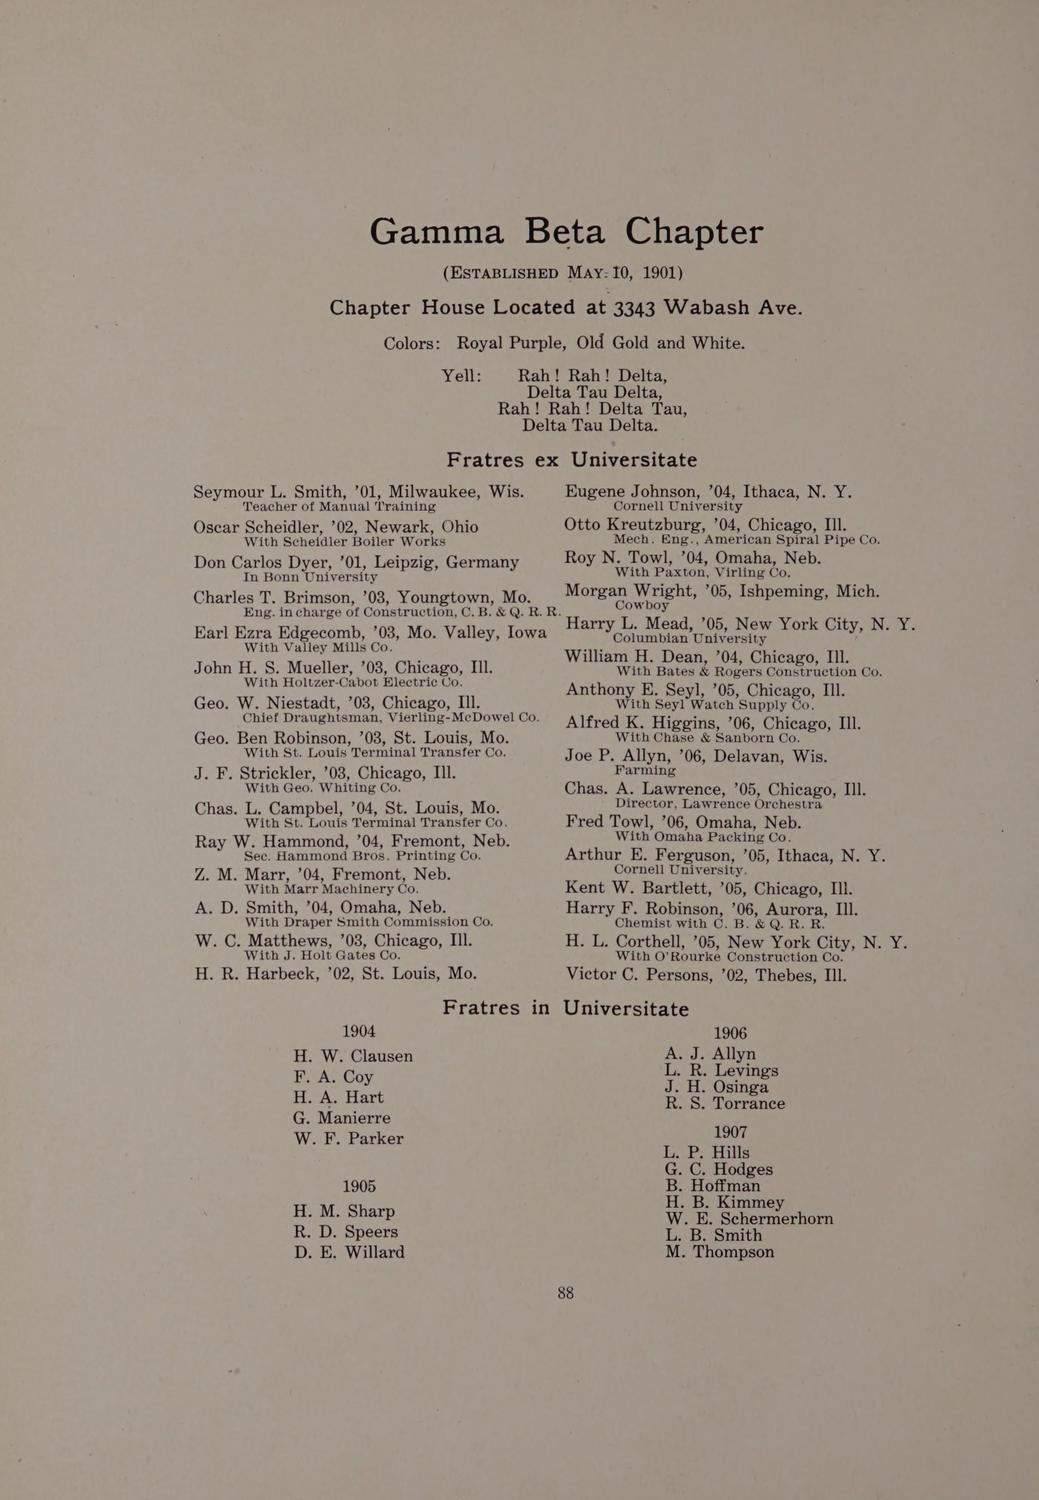 Gamma Beta Chapter
(ESTABLISHED MAY 10, 1901)
Chapter House Located at 3343 Wabash Ave.
Colors: Royal Purple, Old Gold and White.
Yell: Rah! Rah! Delta,
Delta Tau Delta,
Rah! Rah! Delta Tau,
Delta Tau Delta.
Fratres ex Universitate
Seymour L. Smith, ’01, Milwaukee, Wis.
Teacher of Manual Training
Oscar Scheidler, ’02, Newark, Ohio
With Scheidler Boiler Works
Don Carlos Dyer, ’01, Leipzig, Germany
In Bonn University
Charles T. Brimson, ’03, Youngtown, Mo.
Eng. in charge of Construction, C. B. & Q. R. R.
Earl Ezra Edgecomb, ’03, Mo. Valley, Iowa
With Valley Mills Co.
John H. S. Mueller, ’03, Chicago, Ill.
With Holtzer-Cabot Electric Co.
Geo. W. Niestadt, ’03, Chicago, Ill.
Chief Draughtsman, Vierling-McDowel Co.
Geo. Ben Robinson, ’03, St. Louis, Mo.
With St. Louis Terminal Transfer Co.
J. F. Strickler, ’03, Chicago, Ill.
With Geo. Whiting Co.
Chas. L. Campbel, ’04, St. Louis, Mo.
With St. Louis Terminal Transfer Co.
Ray W. Hammond, ’04, Fremont, Neb.
Sec. Hammond Bros. Printing Co.
Z. M. Marr, ’04, Fremont, Neb.
With Marr Machinery Co.
A. D. Smith, ’04, Omaha, Neb.
With Draper Smith Commission Co.
W. C. Matthews, ’03, Chicago, Ill.
With J. Holt Gates Co.
H. R. Harbeck, ’02, St. Louis, Mo.
Eugene Johnson, ’04, Ithaca, N. Y.
Cornell University
Otto Kreutzburg, ’04, Chicago, Ill.
Mech. Eng., American Spiral Pipe Co.
Roy N. Towl, ’04, Omaha, Neb.
With Paxton, Virling Co.
Morgan Wright, ’05, Ishpeming, Mich.
Cowboy
Harry L. Mead, ’05, New York City, N. Y.
Columbian University
William H. Dean, ’04, Chicago, Ill.
With Bates & Rogers Construction Co.
Anthony E. Seyl, ’05, Chicago, Ill.
With Seyl Watch Supply Co.
Alfred K. Higgins, ’06, Chicago, Ill.
With Chase & Sanborn Co.
Joe P. Allyn, ’06, Delavan, Wis.
Farming
Chas. A. Lawrence, ’05, Chicago, Ill.
Director, Lawrence Orchestra
Fred Towl, ’06, Omaha, Neb.
With Omaha Packing Co.
Arthur E. Ferguson, ’05, Ithaca, N. Y.
Cornell University.
Kent W. Bartlett, ’05, Chicago, Ill.
Harry F. Robinson, ’06, Aurora, Ill.
Chemist with C. B. & Q. R. R.
H. L. Corthell, ’05, New York City, N. Y.
With O’Rourke Construction Co.
Victor C. Persons, ’02, Thebes, Ill.
Fratres in Universitate
1904
H. W. Clausen
F. A. Coy
H. A. Hart
G. Manierre
W. F. Parker
1905
H. M. Sharp
R. D. Speers
D. E. Willard
1906
A. J. Allyn
L. R. Levings
J. H. Osinga
R. S. Torrance
1907
L. P. Hills
G. C. Hodges
B. Hoffman
H. B. Kimmey
W. E. Schermerhorn
L. B. Smith
M. Thompson
88